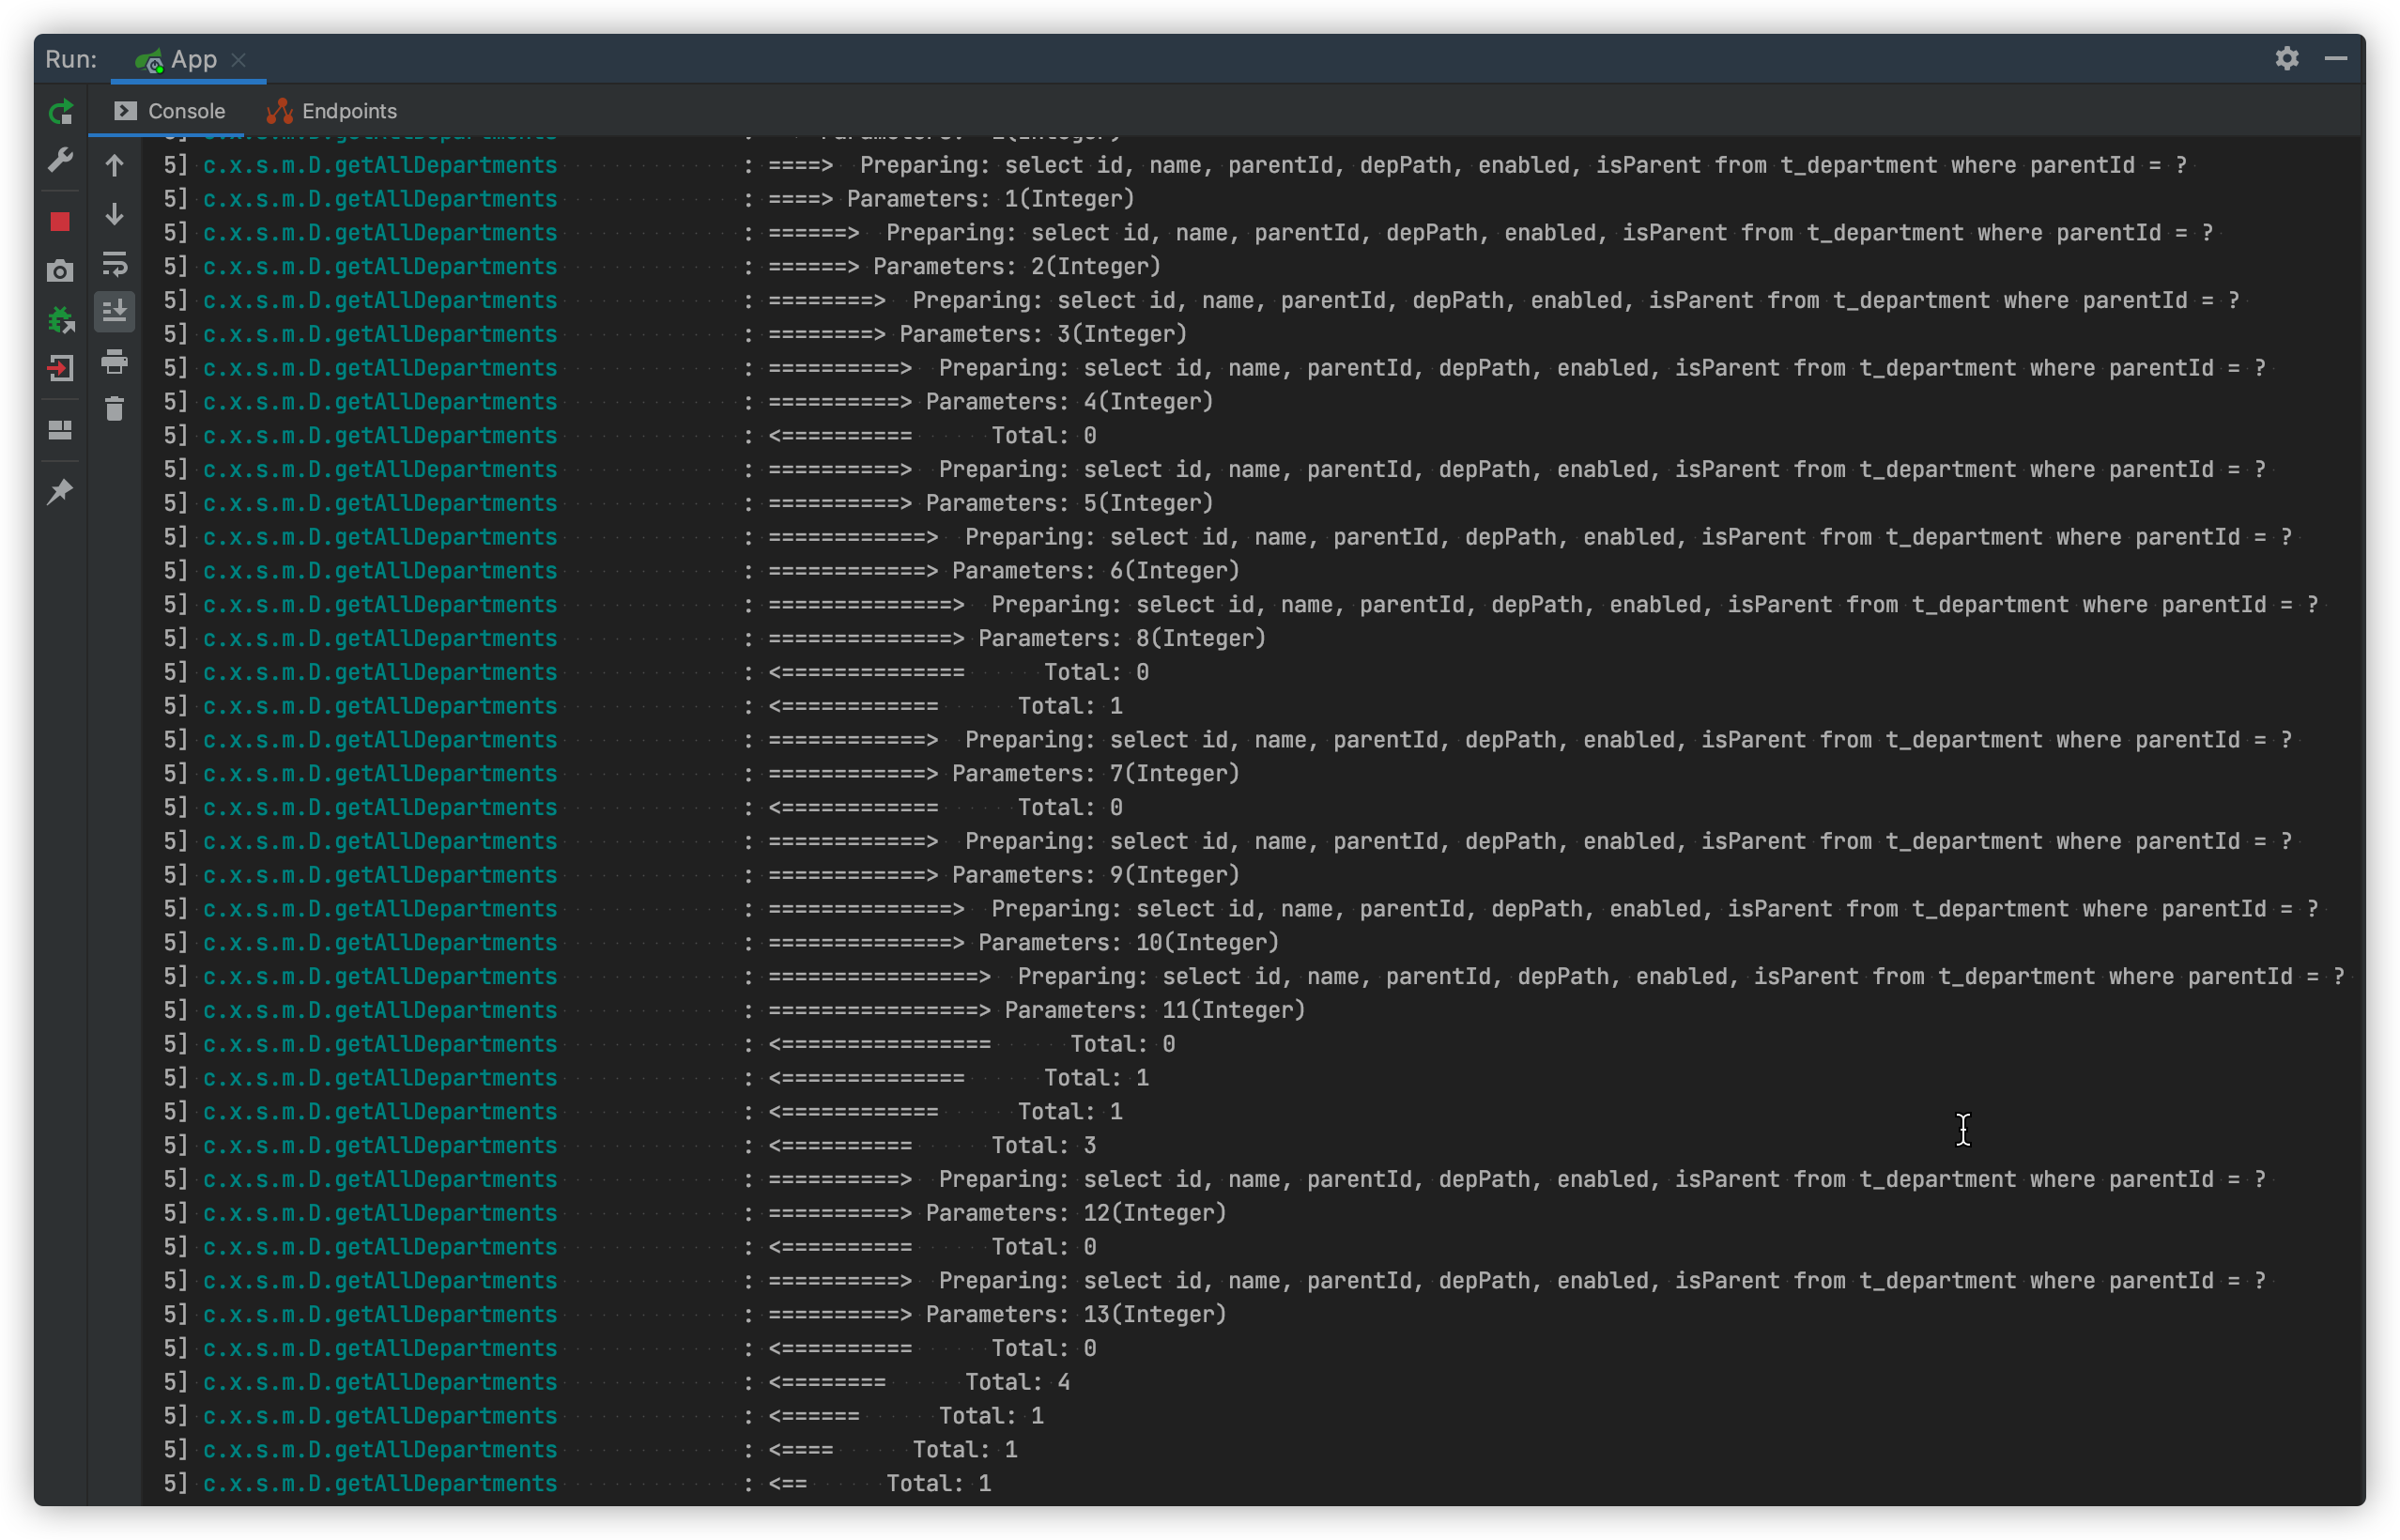 Run: App
Console Endpoints
5] c.x.s.m.D.getAllDepartments : ====> Preparing: select id, name, parentId, depPath, enabled, isParent from t_department where parentId = ?
5] c.x.s.m.D.getAllDepartments : ====> Parameters: 1(Integer)
5] c.x.s.m.D.getAllDepartments : ======> Preparing: select id, name, parentId, depPath, enabled, isParent from t_department where parentId = ?
5] c.x.s.m.D.getAllDepartments : ======> Parameters: 2(Integer)
5] c.x.s.m.D.getAllDepartments : ========> Preparing: select id, name, parentId, depPath, enabled, isParent from t_department where parentId = ?
5] c.x.s.m.D.getAllDepartments : ========> Parameters: 3(Integer)
5] c.x.s.m.D.getAllDepartments : ==========> Preparing: select id, name, parentId, depPath, enabled, isParent from t_department where parentId = ?
5] c.x.s.m.D.getAllDepartments : ==========> Parameters: 4(Integer)
5] c.x.s.m.D.getAllDepartments : <========== Total: 0
5] c.x.s.m.D.getAllDepartments : ==========> Preparing: select id, name, parentId, depPath, enabled, isParent from t_department where parentId = ?
5] c.x.s.m.D.getAllDepartments : ==========> Parameters: 5(Integer)
5] c.x.s.m.D.getAllDepartments : ============> Preparing: select id, name, parentId, depPath, enabled, isParent from t_department where parentId = ?
5] c.x.s.m.D.getAllDepartments : ============> Parameters: 6(Integer)
5] c.x.s.m.D.getAllDepartments : ==============> Preparing: select id, name, parentId, depPath, enabled, isParent from t_department where parentId = ?
5] c.x.s.m.D.getAllDepartments : ==============> Parameters: 8(Integer)
5] c.x.s.m.D.getAllDepartments : <============== Total: 0
5] c.x.s.m.D.getAllDepartments : <============ Total: 1
5] c.x.s.m.D.getAllDepartments : ============> Preparing: select id, name, parentId, depPath, enabled, isParent from t_department where parentId = ?
5] c.x.s.m.D.getAllDepartments : ============> Parameters: 7(Integer)
5] c.x.s.m.D.getAllDepartments : <============ Total: 0
5] c.x.s.m.D.getAllDepartments : ============> Preparing: select id, name, parentId, depPath, enabled, isParent from t_department where parentId = ?
5] c.x.s.m.D.getAllDepartments : ============> Parameters: 9(Integer)
5] c.x.s.m.D.getAllDepartments : ==============> Preparing: select id, name, parentId, depPath, enabled, isParent from t_department where parentId = ?
5] c.x.s.m.D.getAllDepartments : ==============> Parameters: 10(Integer)
5] c.x.s.m.D.getAllDepartments : ================> Preparing: select id, name, parentId, depPath, enabled, isParent from t_department where parentId = ?
5] c.x.s.m.D.getAllDepartments : ================> Parameters: 11(Integer)
5] c.x.s.m.D.getAllDepartments : <================ Total: 0
5] c.x.s.m.D.getAllDepartments : <============== Total: 1
5] c.x.s.m.D.getAllDepartments : <============ Total: 1
5] c.x.s.m.D.getAllDepartments : <========== Total: 3
5] c.x.s.m.D.getAllDepartments : ==========> Preparing: select id, name, parentId, depPath, enabled, isParent from t_department where parentId = ?
5] c.x.s.m.D.getAllDepartments : ==========> Parameters: 12(Integer)
5] c.x.s.m.D.getAllDepartments : <========== Total: 0
5] c.x.s.m.D.getAllDepartments : ==========> Preparing: select id, name, parentId, depPath, enabled, isParent from t_department where parentId = ?
5] c.x.s.m.D.getAllDepartments : ==========> Parameters: 13(Integer)
5] c.x.s.m.D.getAllDepartments : <========== Total: 0
5] c.x.s.m.D.getAllDepartments : <======== Total: 4
5] c.x.s.m.D.getAllDepartments : <====== Total: 1
5] c.x.s.m.D.getAllDepartments : <==== Total: 1
5] c.x.s.m.D.getAllDepartments : <== Total: 1